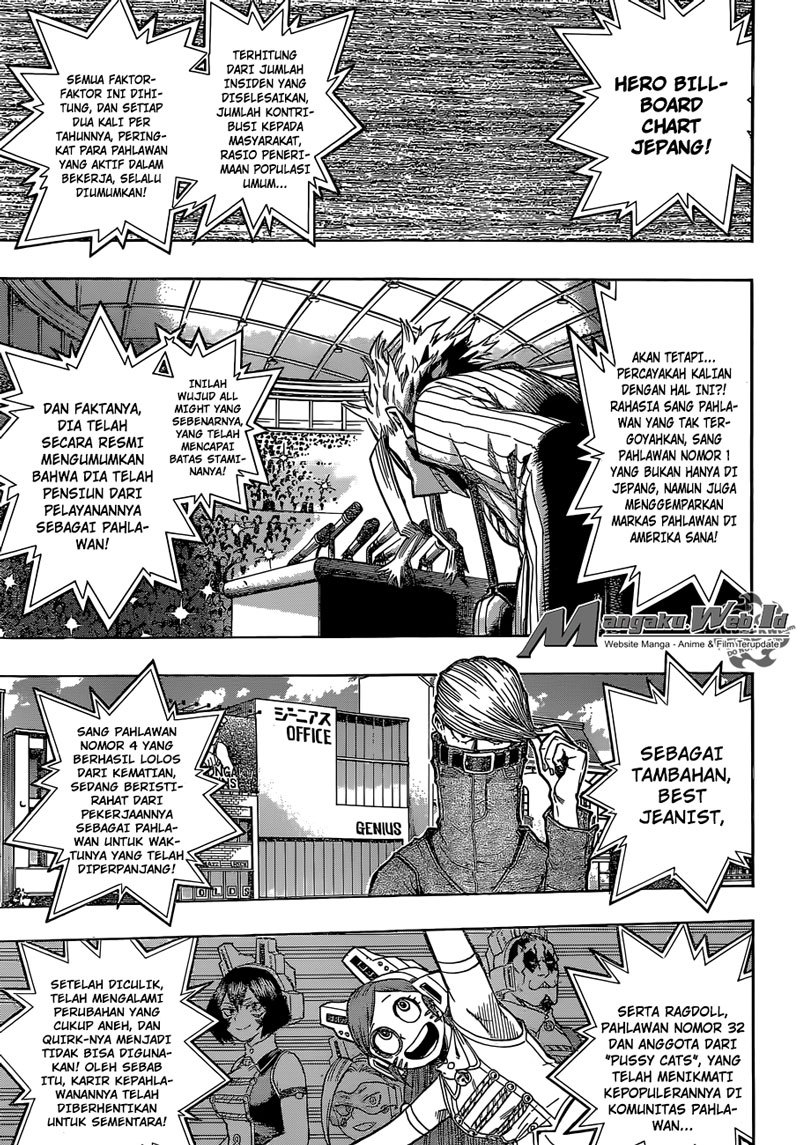 HERO BILL-
BOARD
CHART
JEPANG!
TERHITUNG
DARI JUMLAH
INSIDEN YANG
DISELESAIKAN,
JUMLAH KONTRI-
BUSI KEPADA
MASYARAKAT,
RASIO PENERI-
MAAN POPULASI
UMUM...
SEMUA FAKTOR-
FAKTOR INI DIHI-
TUNG, DAN SETIAP
DUA KALI PER
TAHUNNYA, PERING-
KAT PARA PAHLAWAN
YANG AKTIF DALAM
BEKERJA, SELALU
DIUMUMKAN!
AKAN TETAPI...
PERCAYAKAH KALIAN
DENGAN HAL INI?!
RAHASIA SANG PAHLA-
WAN YANG TAK TER-
GOYAHKAN, SANG
PAHLAWAN NOMOR 1
YANG BUKAN HANYA DI
JEPANG, NAMUN JUGA
MENGGEMPARKAN
MARKAS PAHLAWAN DI
AMERIKA SANA!
INILAH
WUJUD ALL
MIGHT YANG
SEBENARNYA,
YANG TELAH
MENCAPAI
BATAS STAMI-
NANYA!
DAN FAKTANYA,
DIA TELAH
SECARA RESMI
MENGUMUMKAN
BAHWA DIA TELAH
PENSIUN DARI
PELAYANANNYA
SEBAGAI PAHLA-
WAN!
Mangaku.Web.Id
Website Manga - Anime & Film Terupdate
SEBAGAI
TAMBAHAN,
BEST
JEANIST,
ジーニアス
OFFICE
GENIUS
SANG PAHLAWAN
NOMOR 4 YANG
BERHASIL LOLOS
DARI KEMATIAN,
SEDANG BERISTI-
RAHAT DARI
PEKERJAANNYA
SEBAGAI PAHLA-
WAN UNTUK WAK-
TUNYA YANG TELAH
DIPERPANJANG!
SERTA RAGDOLL,
PAHLAWAN NOMOR 32
DAN ANGGOTA DARI
"PUSSY CATS", YANG
TELAH MENIKMATI
KEPOPULERANNYA DI
KOMUNITAS PAHLA-
WAN...
SETELAH DICULIK,
TELAH MENGALAMI
PERUBAHAN YANG
CUKUP ANEH, DAN
QUIRK-NYA MENJADI
TIDAK BISA DIGUNA-
KAN! OLEH SEBAB
ITU, KARIR KEPAHLA-
WANANNYA TELAH
DIBERHENTIKAN
UNTUK SEMENTARA!